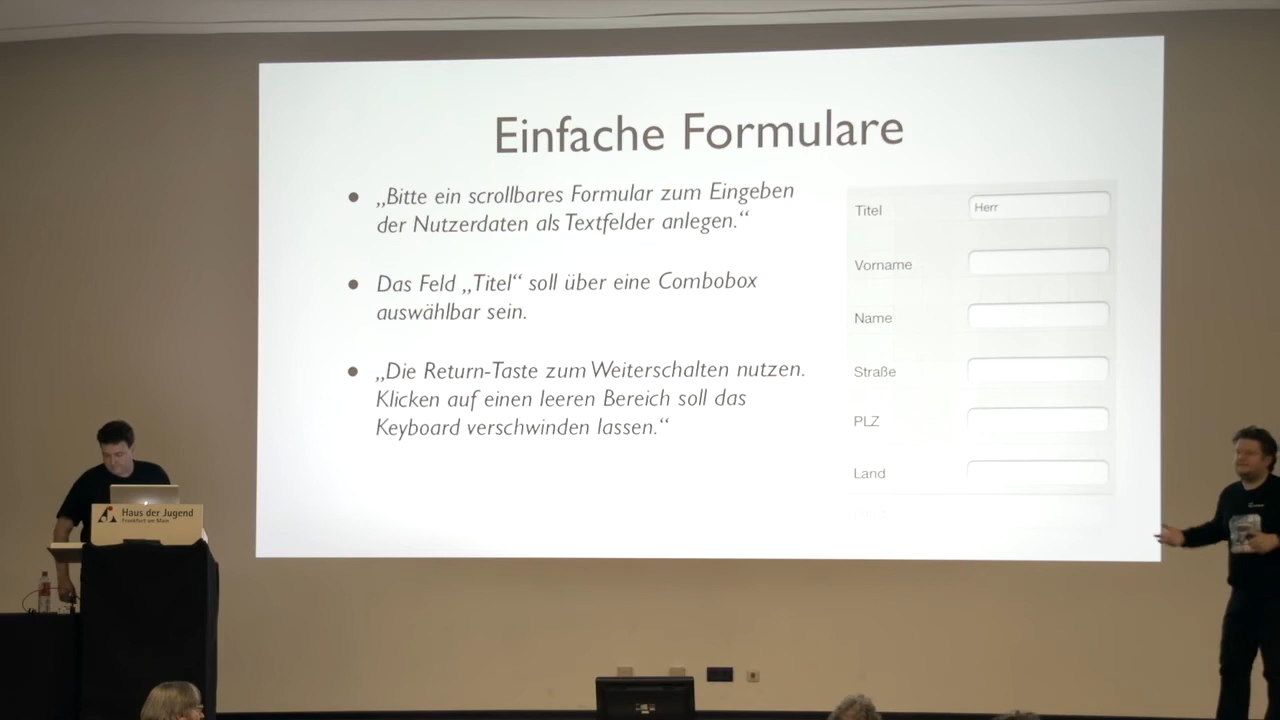 Einfache Formulare
• „Bitte ein scrollbares Formular zum Eingeben
der Nutzerdaten als Textfelder anlegen.“
• Das Feld „Titel“ soll über eine Combobox
auswählbar sein.
• „Die Return-Taste zum Weiterschalten nutzen.
Klicken auf einen leeren Bereich soll das
Keyboard verschwinden lassen.“
Titel Herr
Vorname
Name
Straße
PLZ
Land
Haus der Jugend
Frankfurt am Main